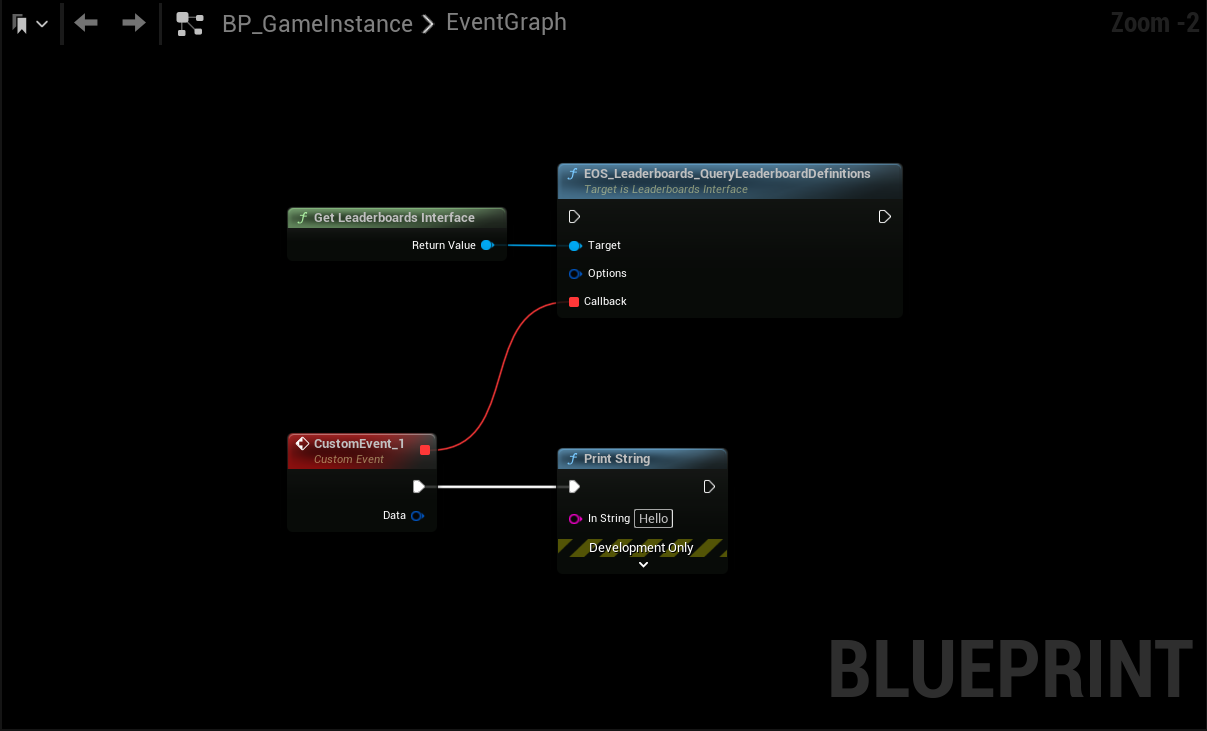 BP_GameInstance > EventGraph
Zoom -2
f EOS_Leaderboards_QueryLeaderboardDefinitions
Target is Leaderboards Interface
f Get Leaderboards Interface
Return Value
Target
Options
Callback
CustomEvent_1
Custom Event
Data
f Print String
In String Hello
Development Only
BLUEPRINT